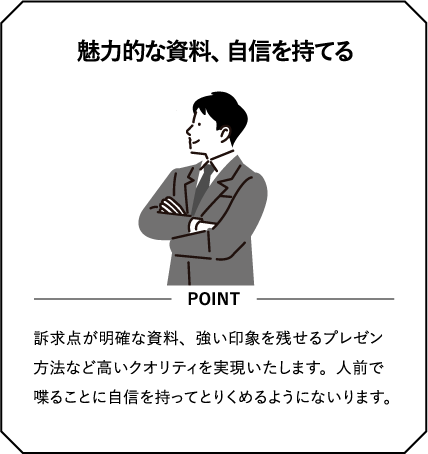 魅力的な資料、自信を持てる
POINT
訴求点が明確な資料、強い印象を残せるプレゼン
方法など高いクオリティを実現いたします。人前で
喋ることに自信を持ってとりくめるようにないります。